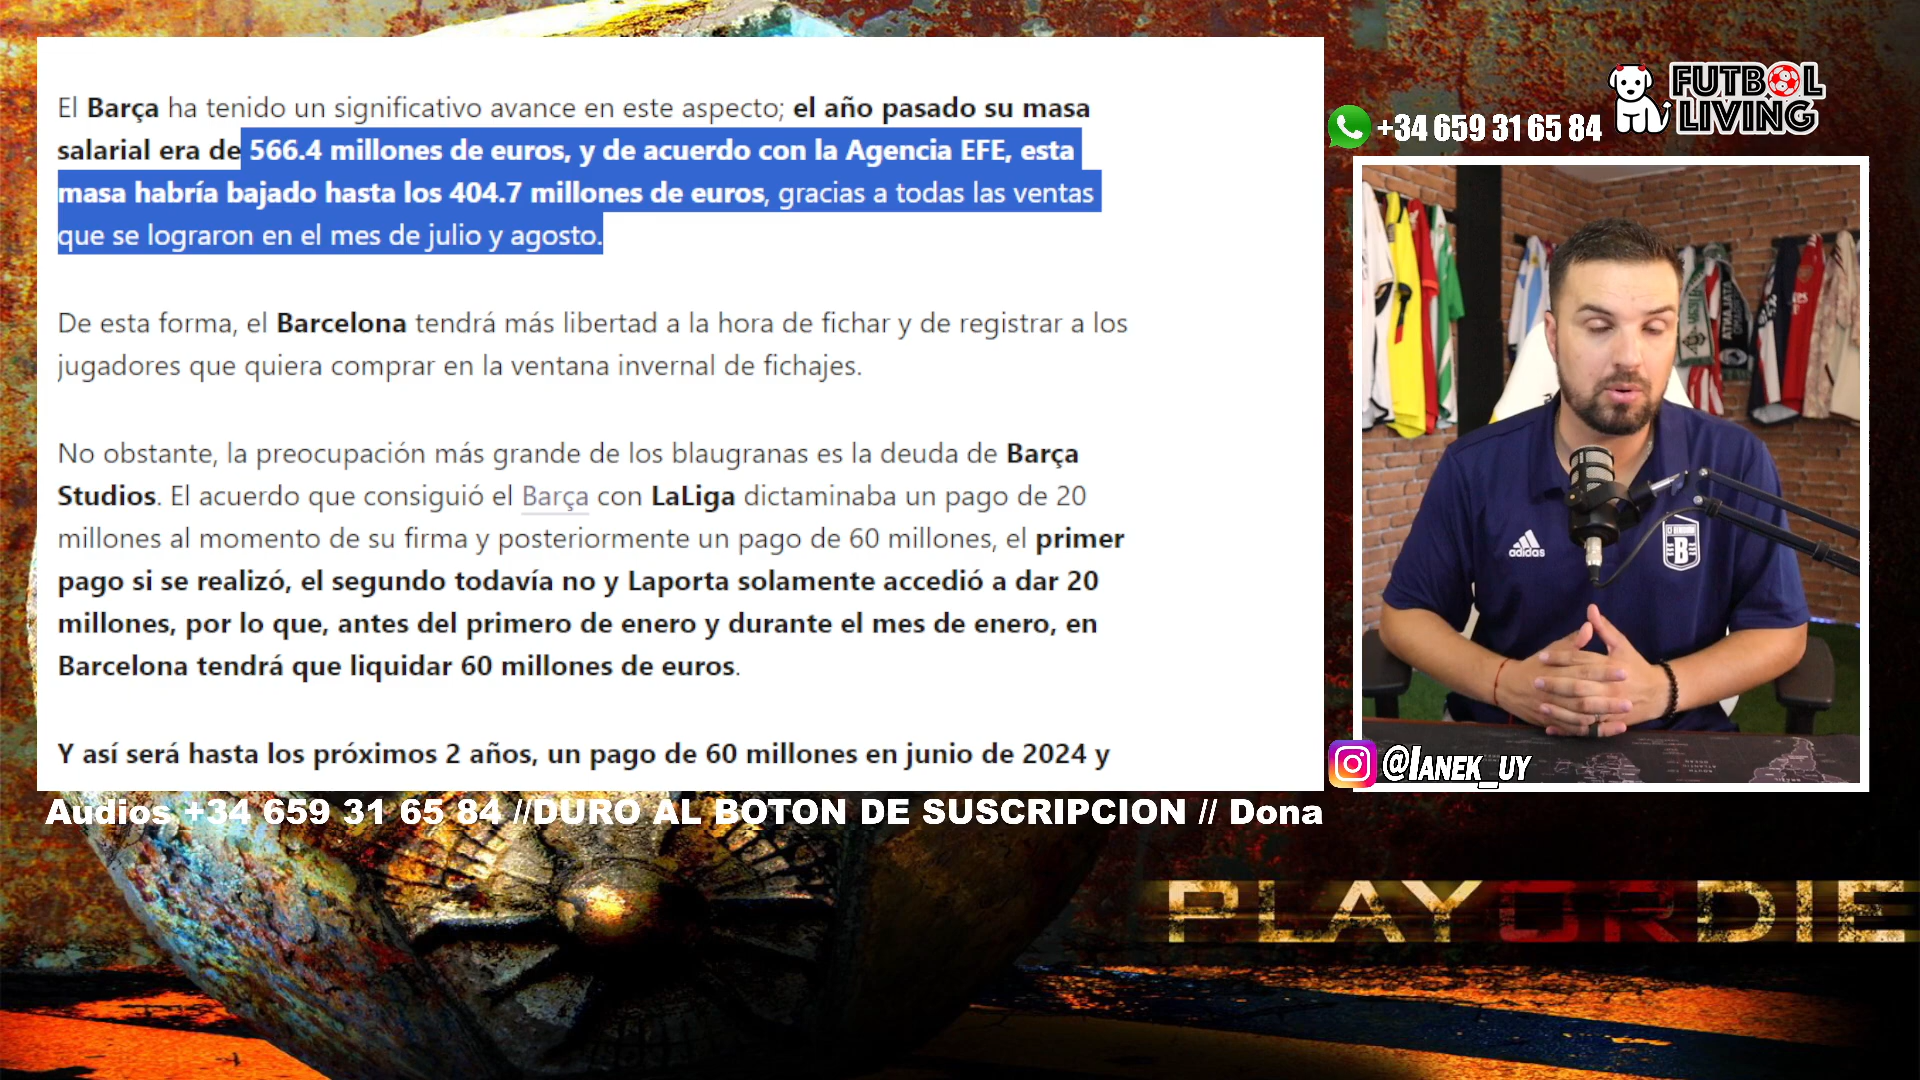 El Barça ha tenido un significativo avance en este aspecto; el año pasado su masa
salarial era de 566.4 millones de euros, y de acuerdo con la Agencia EFE, esta
masa habría bajado hasta los 404.7 millones de euros, gracias a todas las ventas
que se lograron en el mes de julio y agosto.
De esta forma, el Barcelona tendrá más libertad a la hora de fichar y de registrar a los
jugadores que quiera comprar en la ventana invernal de fichajes.
No obstante, la preocupación más grande de los blaugranas es la deuda de Barça
Studios. El acuerdo que consiguió el Barça con LaLiga dictaminaba un pago de 20
millones al momento de su firma y posteriormente un pago de 60 millones, el primer
pago si se realizó, el segundo todavía no y Laporta solamente accedió a dar 20
millones, por lo que, antes del primero de enero y durante el mes de enero, en
Barcelona tendrá que liquidar 60 millones de euros.
Y así será hasta los próximos 2 años, un pago de 60 millones en junio de 2024 y
FUTBOL
LIVING
+34 659 31 65 84
adidas
B
@IANEK_UY
Audios +34 659 31 65 84 //DURO AL BOTON DE SUSCRIPCION // Dona
PLAY OR DIE